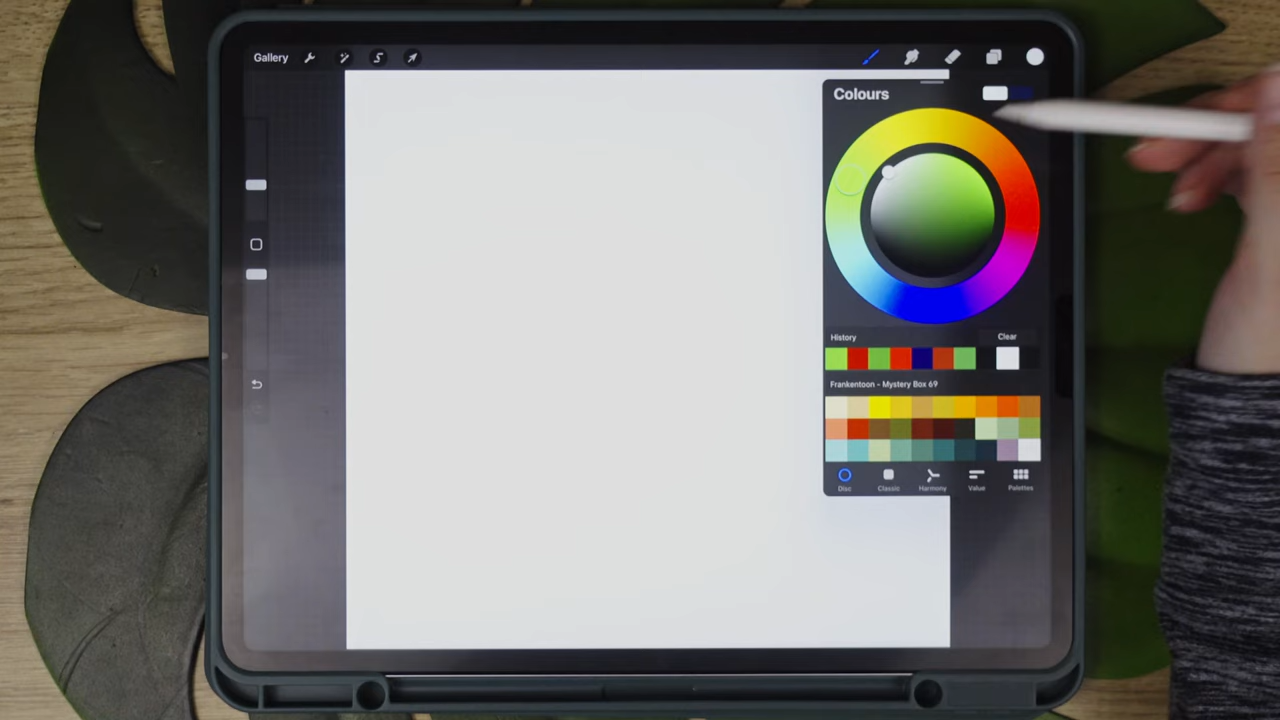 Gallery
Colours
History
Clear
Frankentoon - Mystery Box 69
Disc
Classic
Harmony
Value
Palettes